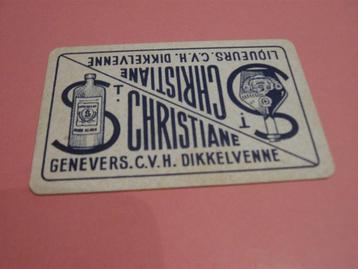 LIQUEURS. C.V.H. DIKKELVENNE
ST CHRISTIANE
ST CHRISTIANE
GENEVERS. C.V.H. DIKKELVENNE